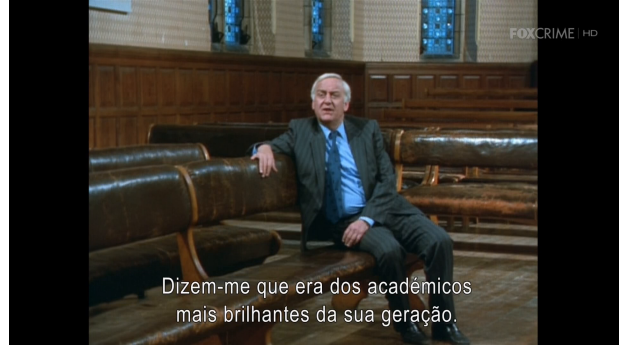 FOXCRIME | HD
Dizem-me que era dos académicos
mais brilhantes da sua geração.